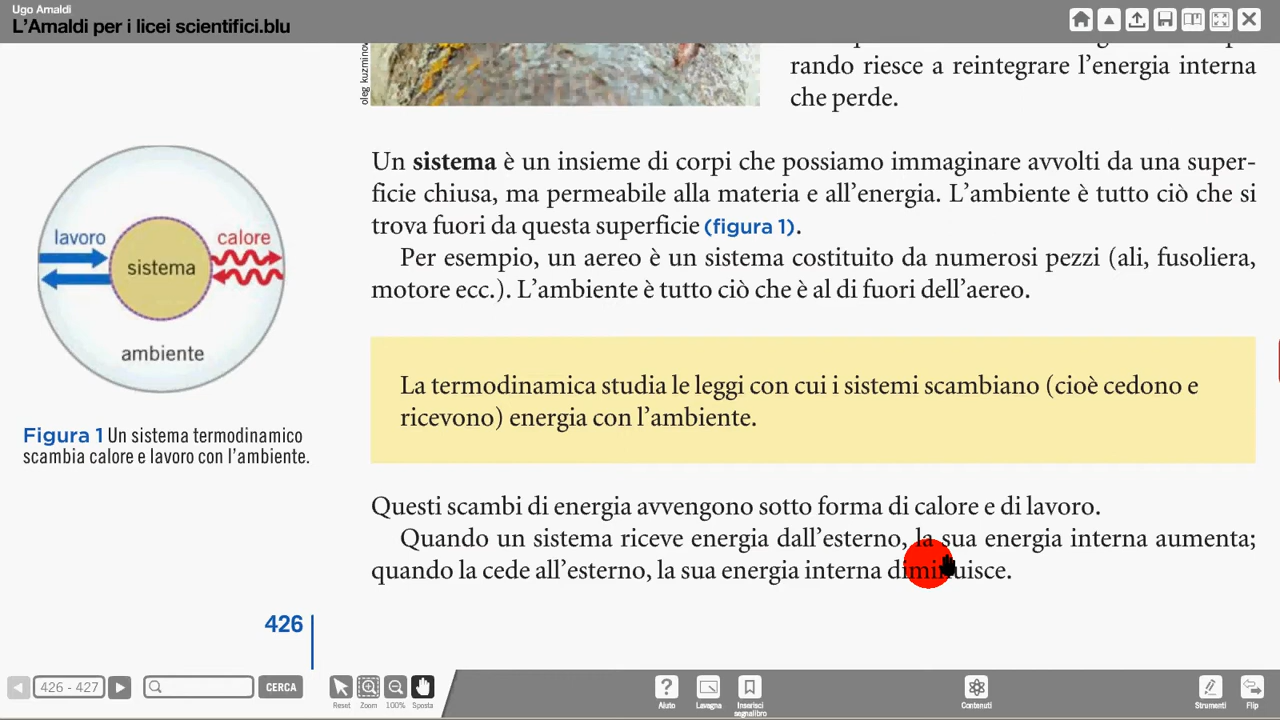 Ugo Amaldi
L'Amaldi per i licei scientifici.blu
oleg kuzminov
rando riesce a reintegrare l'energia interna
che perde.
Un sistema è un insieme di corpi che possiamo immaginare avvolti da una super-
ficie chiusa, ma permeabile alla materia e all'energia. L'ambiente è tutto ciò che si
trova fuori da questa superficie (figura 1).
Per esempio, un aereo è un sistema costituito da numerosi pezzi (ali, fusoliera,
motore ecc.). L'ambiente è tutto ciò che è al di fuori dell'aereo.
lavoro
calore
sistema
ambiente
Figura 1 Un sistema termodinamico
scambia calore e lavoro con l'ambiente.
La termodinamica studia le leggi con cui i sistemi scambiano (cioè cedono e
ricevono) energia con l'ambiente.
Questi scambi di energia avvengono sotto forma di calore e di lavoro.
Quando un sistema riceve energia dall'esterno, la sua energia interna aumenta;
quando la cede all'esterno, la sua energia interna diminuisce.
426
426 - 427
CERCA
Reset
Zoom
100%
Sposta
Aiuto
Lavagna
Inserisci
segnalibro
Contenuti
Strumenti
Flip